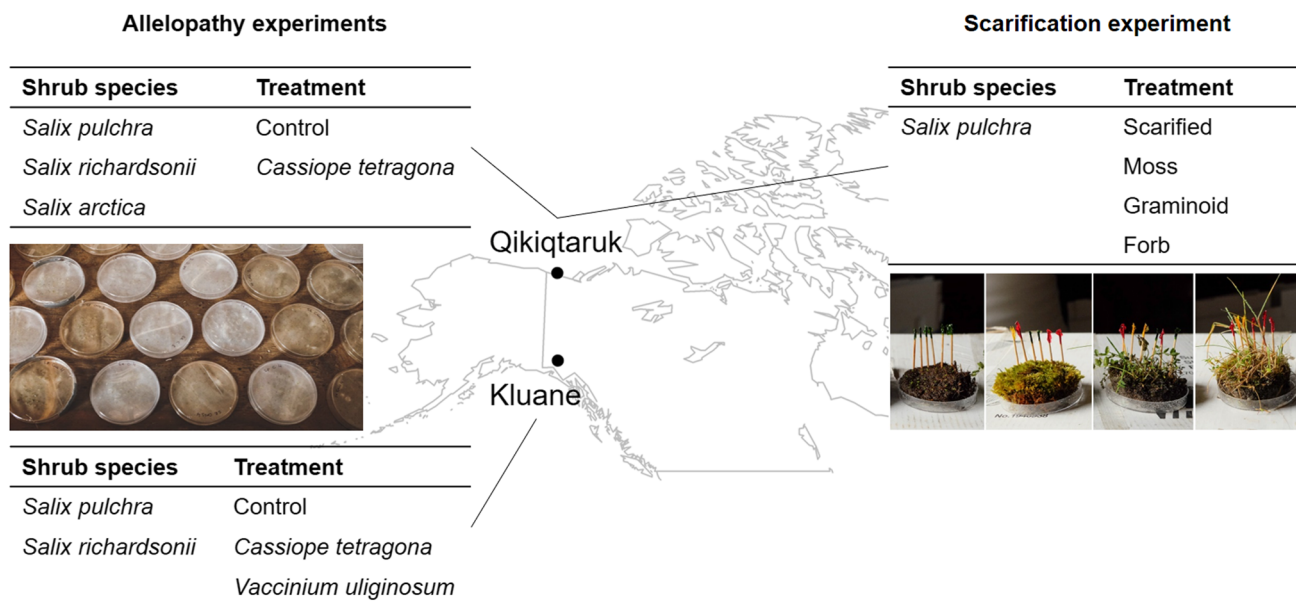 Allelopathy experiments
Shrub species Treatment
Salix pulchra Control
Salix richardsonii Cassiope tetragona
Salix arctica
Qikiqtaruk
Kluane
Shrub species Treatment
Salix pulchra Control
Salix richardsonii Cassiope tetragona
Vaccinium uliginosum
Scarification experiment
Shrub species Treatment
Salix pulchra Scarified
Moss
Graminoid
Forb